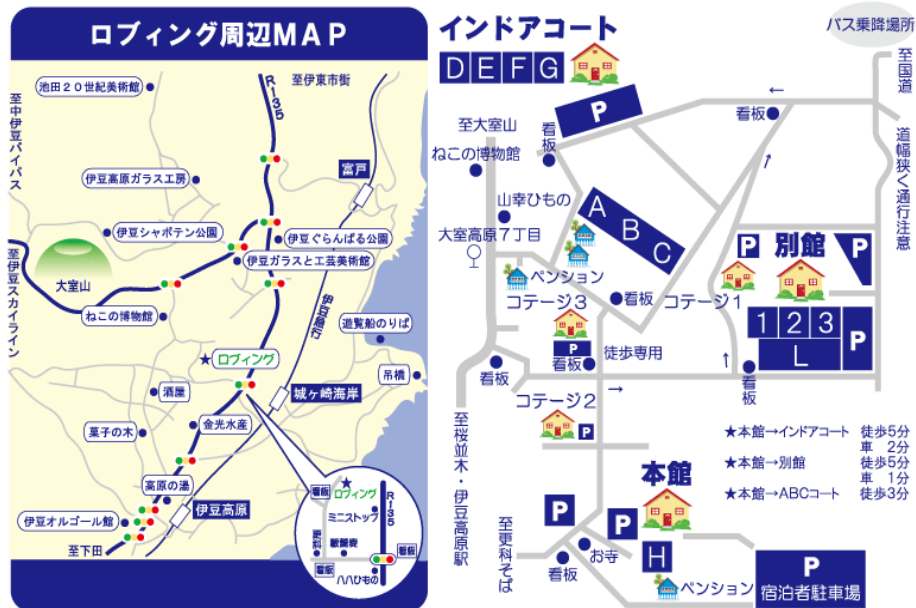 ロブィング周辺MAP
至伊東市街
R135
池田20世紀美術館
至中伊豆バイパス
富戸
伊豆高原ガラス工房
伊豆シャボテン公園
伊豆ぐらんぱる公園
伊豆ガラスと工芸美術館
至伊豆スカイライン
大室山
ねこの博物館
伊豆急行
遊覧船のりば
ロブィング
吊橋
酒屋
城ヶ崎海岸
菓子の木
金光水産
高原の湯
伊豆高原
伊豆オルゴール館
至下田
看板
ロブィング
R135
ミニストップ
更科
看板
看板
八八ひもの
インドアコート
D E F G
P
バス乗降場所
至国道
看板
道幅狭く通行注意
至大室山
看板
ねこの博物館
山幸ひもの
A
B
C
大室高原7丁目
ペンション
P
別館
P
コテージ3
看板
コテージ1
1 2 3
P
L
P
看板
徒歩専用
看板
看板
コテージ2
P
至桜並木・伊豆高原駅
★本館→インドアコート 徒歩5分
車 2分
★本館→別館 徒歩5分
車 1分
★本館→ABCコート 徒歩3分
本館
P
P
至更科そば
お寺
H
看板
ペンション
P
宿泊者駐車場